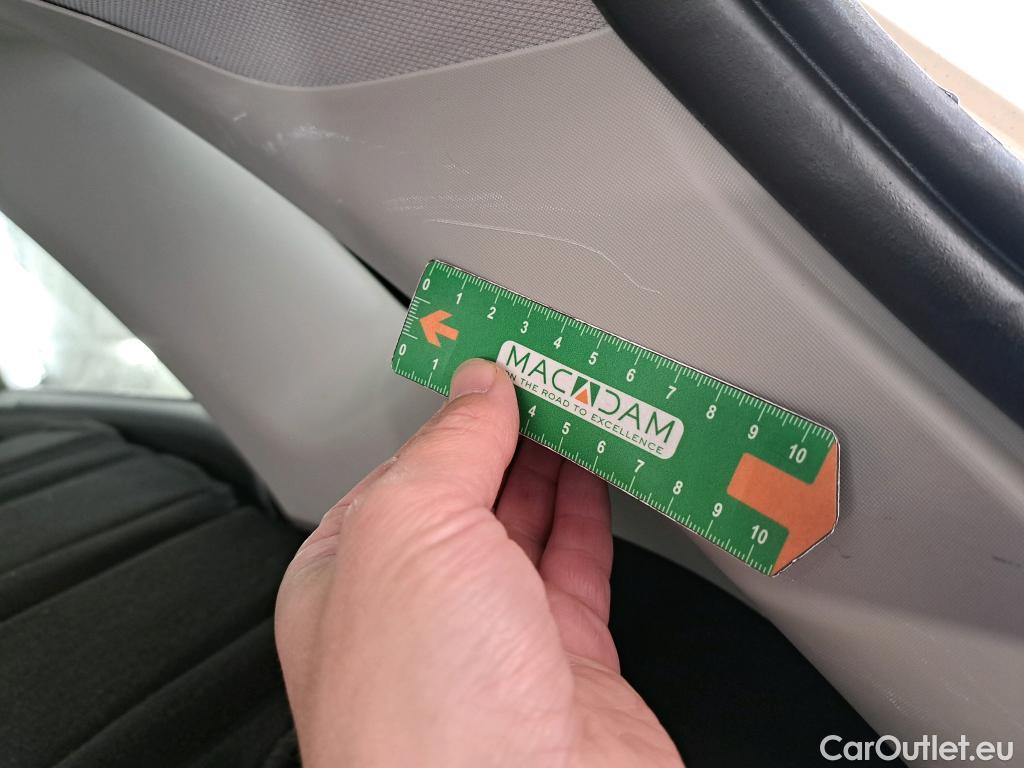 0 1 2 3 4 5 6 7 8 9 10
MACADAM
ON THE ROAD TO EXCELLENCE
0 1 4 5 6 7 8 9 10
CarOutlet.eu